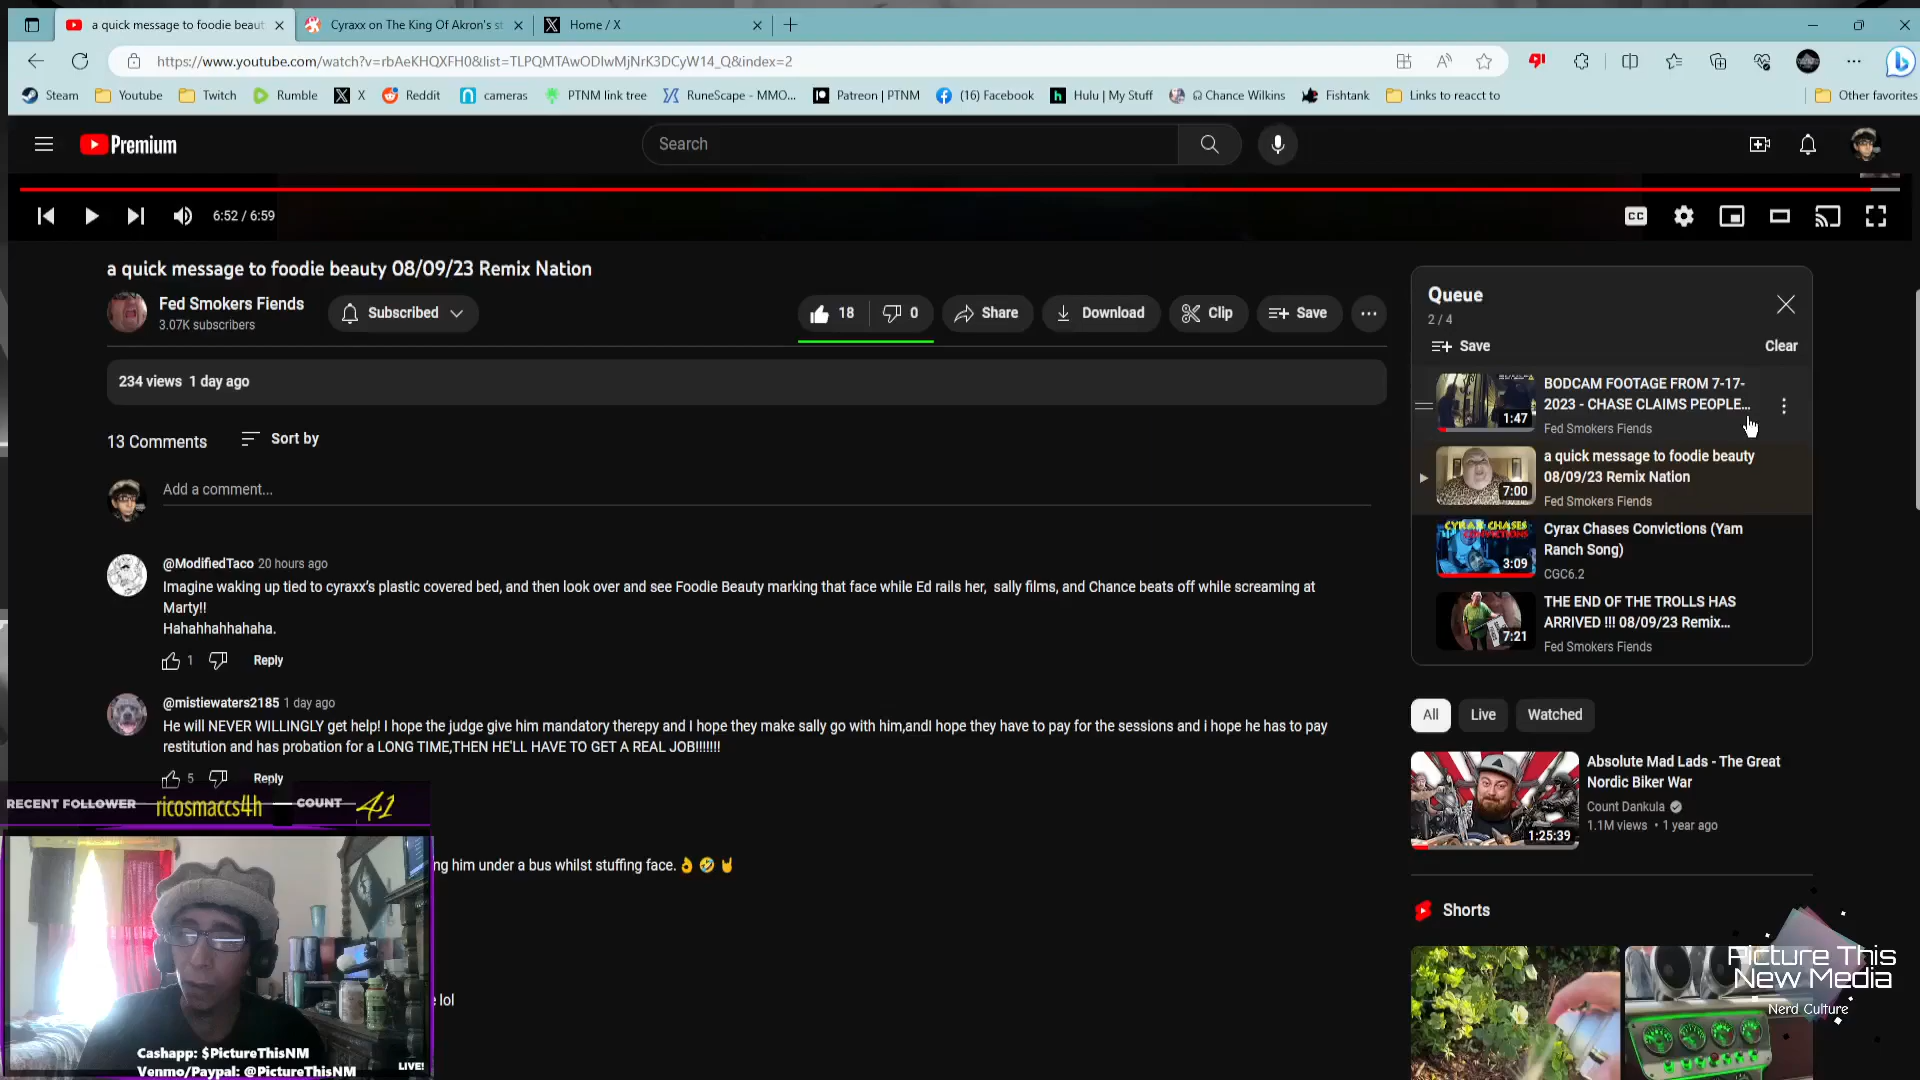 a quick message to foodie beaut
Cyraxx on The King Of Akron's st
Home / X
https://www.youtube.com/watch?v=rbAeKHQXFH0&list=TLPQMTAwODIwMjNrK3DCyW14_Q&index=2
Steam
Youtube
Twitch
Rumble
X
Reddit
cameras
PTNM link tree
RuneScape - MMO...
Patreon | PTNM
(16) Facebook
Hulu | My Stuff
Chance Wilkins
Fishtank
Links to reacct to
Other favorites
Premium
Search
6:52 / 6:59
CC
a quick message to foodie beauty 08/09/23 Remix Nation
Fed Smokers Fiends
3.07K subscribers
Subscribed
18
0
Share
Download
Clip
Save
234 views 1 day ago
13 Comments
Sort by
Add a comment...
@ModifiedTaco 20 hours ago
Imagine waking up tied to cyraxx's plastic covered bed, and then look over and see Foodie Beauty marking that face while Ed rails her, sally films, and Chance beats off while screaming at
Marty!!
Hahahhahhahaha.
1
Reply
@mistiewaters2185 1 day ago
He will NEVER WILLINGLY get help! I hope the judge give him mandatory therepy and I hope they make sally go with him,andI hope they have to pay for the sessions and i hope he has to pay
restitution and has probation for a LONG TIME,THEN HE'LL HAVE TO GET A REAL JOB!!!!!!!
5
Reply
ng him under a bus whilst stuffing face. 👌 🤣 🤘
lol
RECENT FOLLOWER ricosmaccs4h COUNT 41
Cashapp: $PictureThisNM
Venmo/Paypal: @PictureThisNM
LIVE!
Queue
2 / 4
Save
Clear
1:47
BODCAM FOOTAGE FROM 7-17-
2023 - CHASE CLAIMS PEOPLE...
Fed Smokers Fiends
7:00
a quick message to foodie beauty
08/09/23 Remix Nation
Fed Smokers Fiends
CYRAX CHASES
CONVICTIONS
3:09
Cyrax Chases Convictions (Yam
Ranch Song)
CGC6.2
7:21
THE END OF THE TROLLS HAS
ARRIVED !!! 08/09/23 Remix...
Fed Smokers Fiends
All
Live
Watched
1:25:39
Absolute Mad Lads - The Great
Nordic Biker War
Count Dankula
1.1M views • 1 year ago
Shorts
Picture This
New Media
Nerd Culture